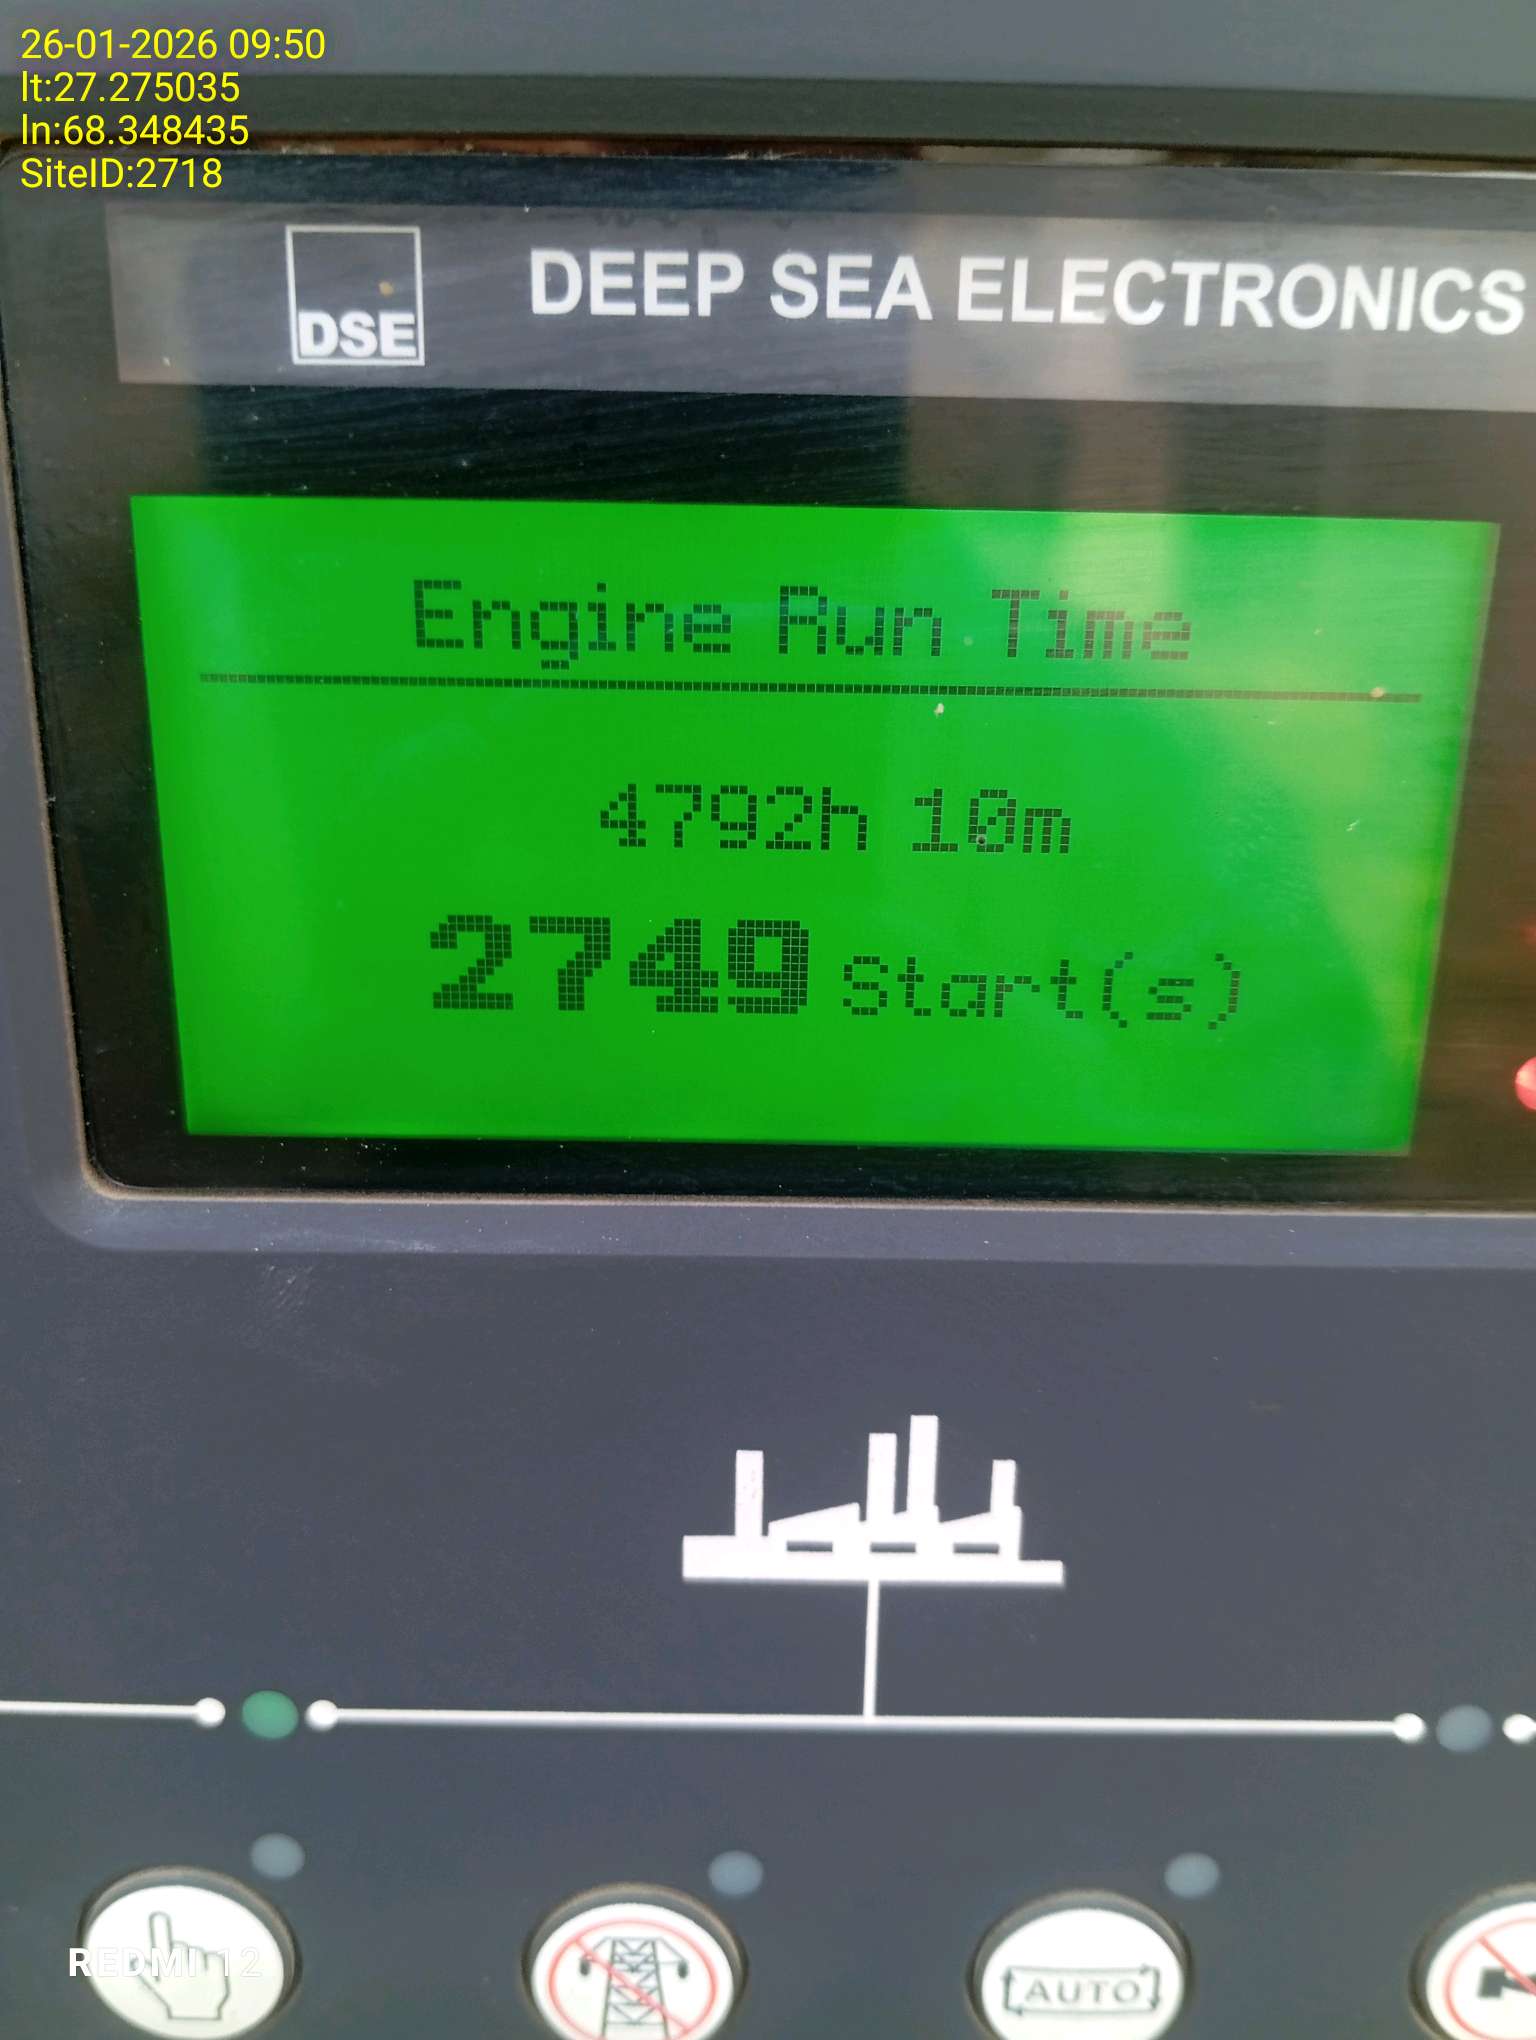 26-01-2026 09:50
lt:27.275035
ln:68.348435
SiteID:2718
DSE
DEEP SEA ELECTRONICS
Engine Run Time
4792h 10m
2749 Start(s)
REDMI 12
AUTO